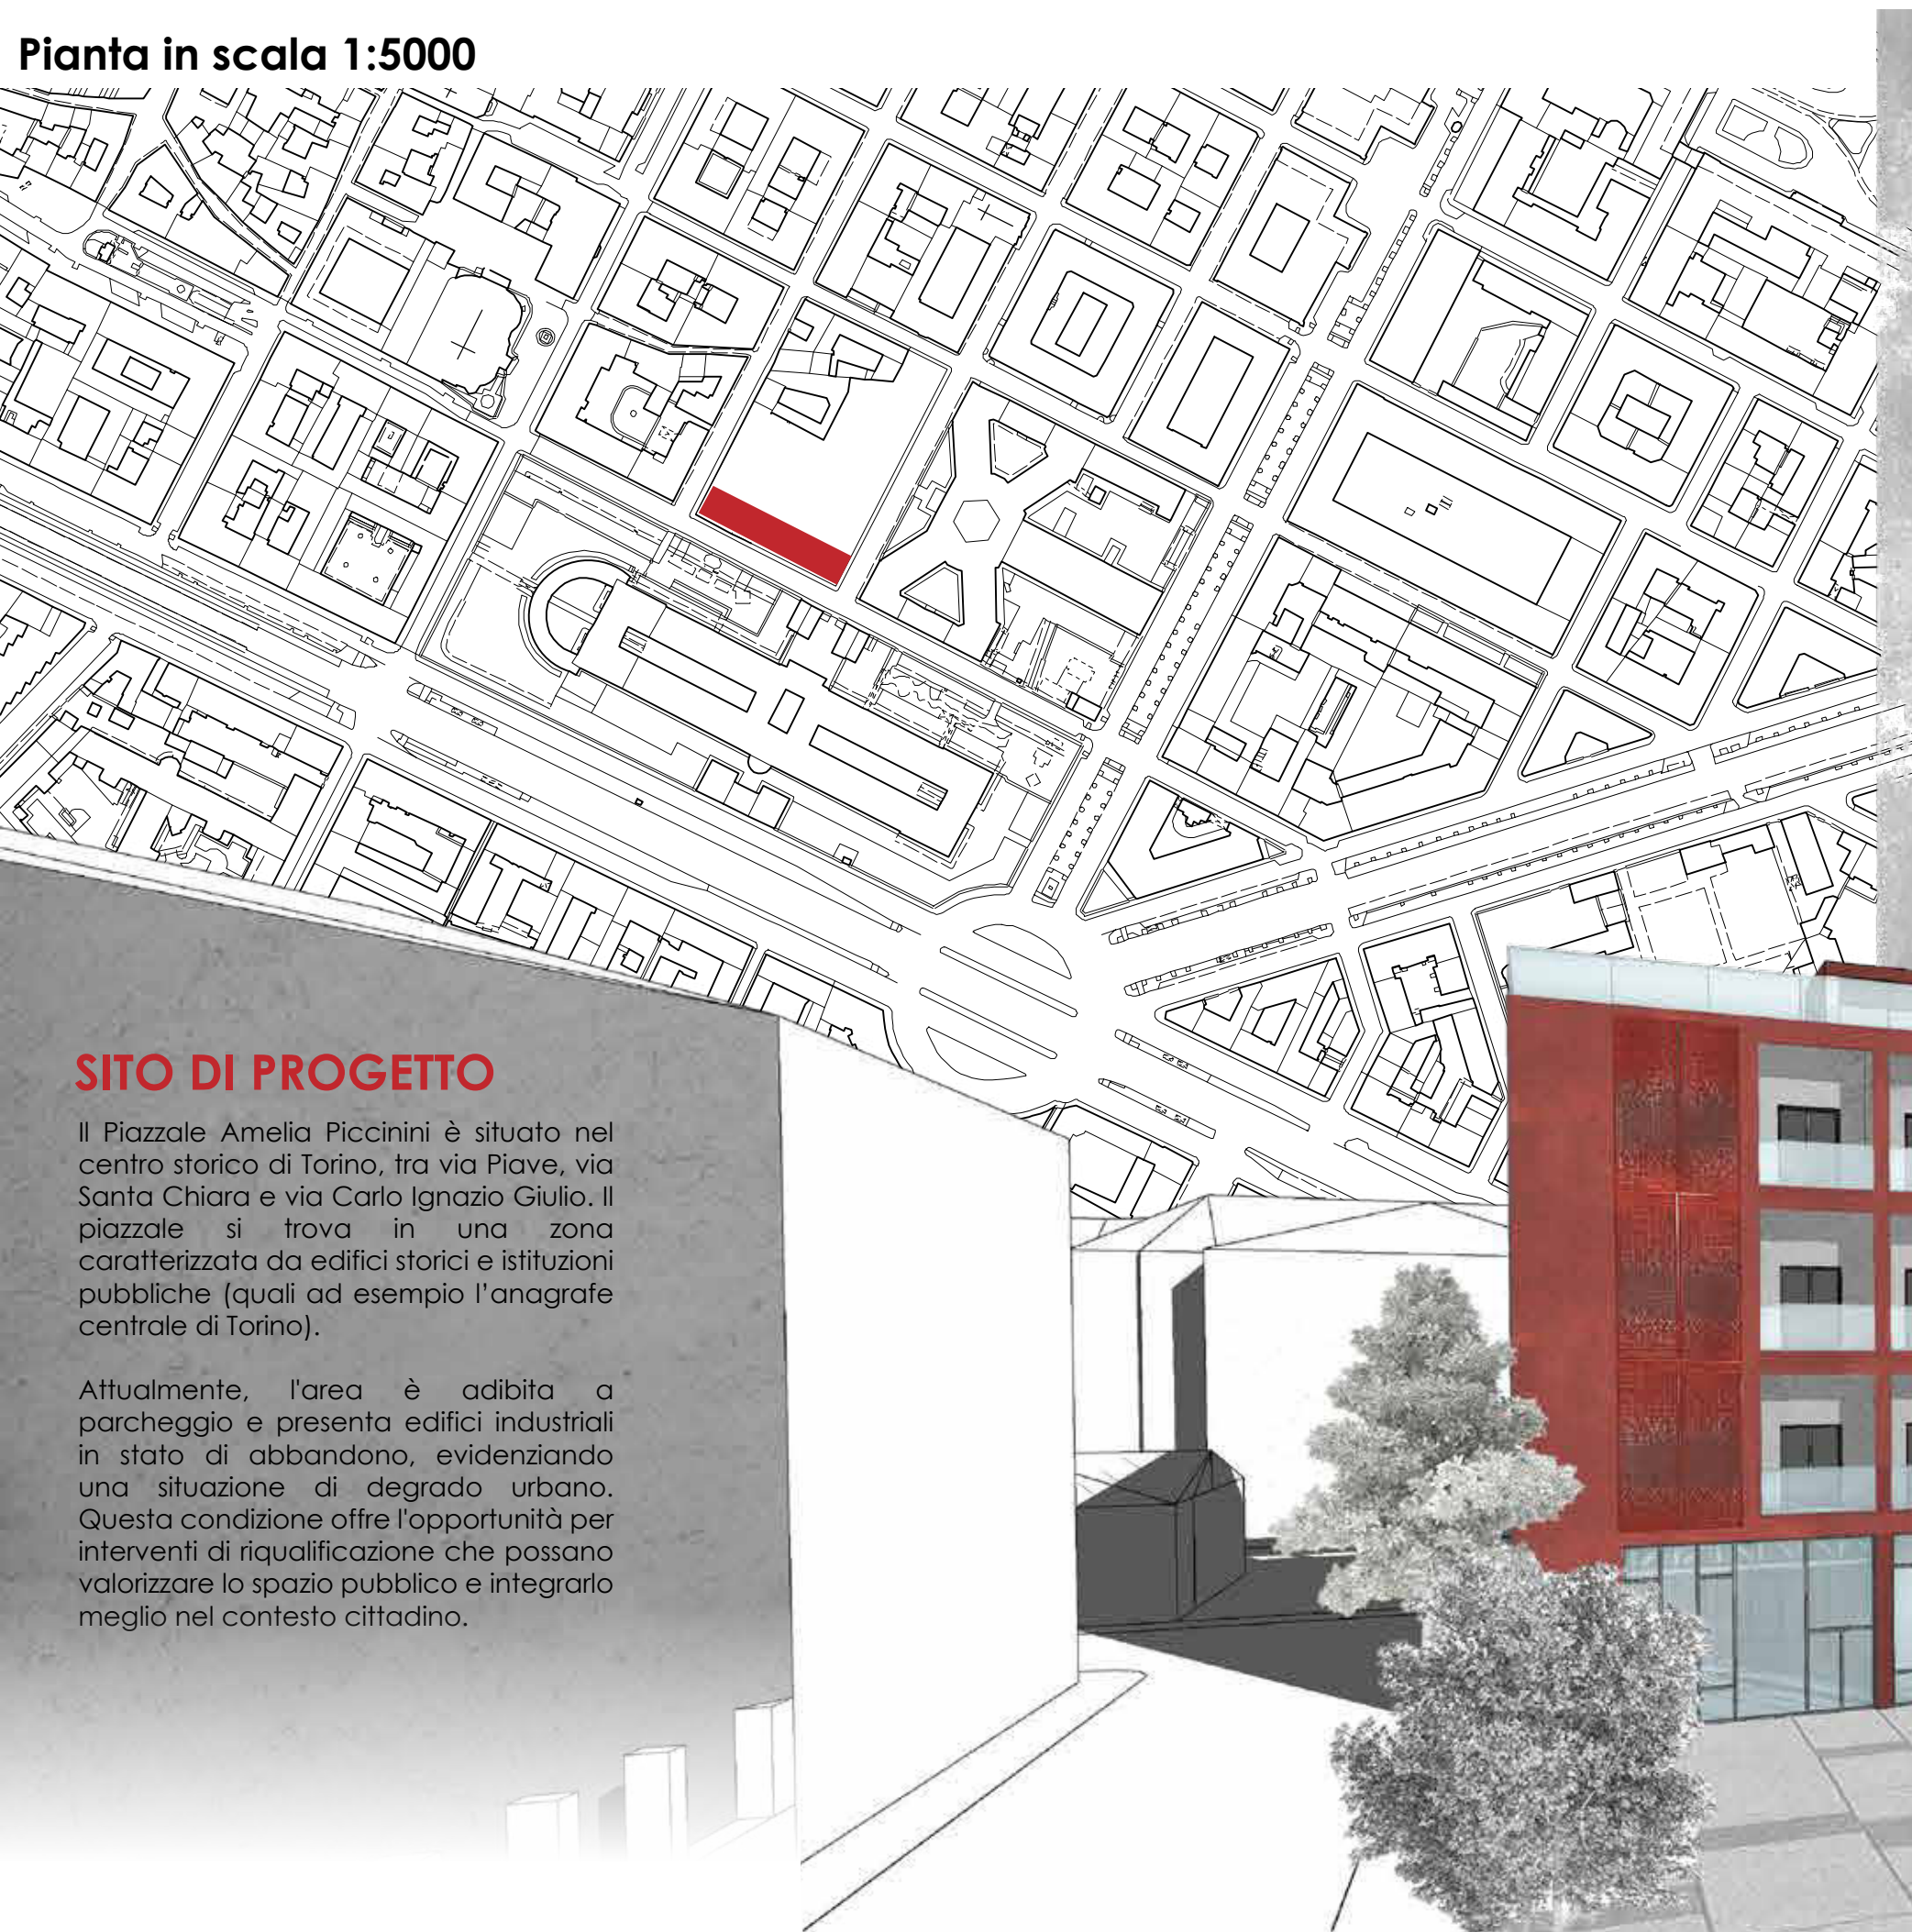 Pianta in scala 1:5000
SITO DI PROGETTO
Il Piazzale Amelia Piccinini è situato nel
centro storico di Torino, tra via Piave, via
Santa Chiara e via Carlo Ignazio Giulio. Il
piazzale si trova in una zona
caratterizzata da edifici storici e istituzioni
pubbliche (quali ad esempio l’anagrafe
centrale di Torino).
Attualmente, l'area è adibita a
parcheggio e presenta edifici industriali
in stato di abbandono, evidenziando
una situazione di degrado urbano.
Questa condizione offre l'opportunità per
interventi di riqualificazione che possano
valorizzare lo spazio pubblico e integrarlo
meglio nel contesto cittadino.